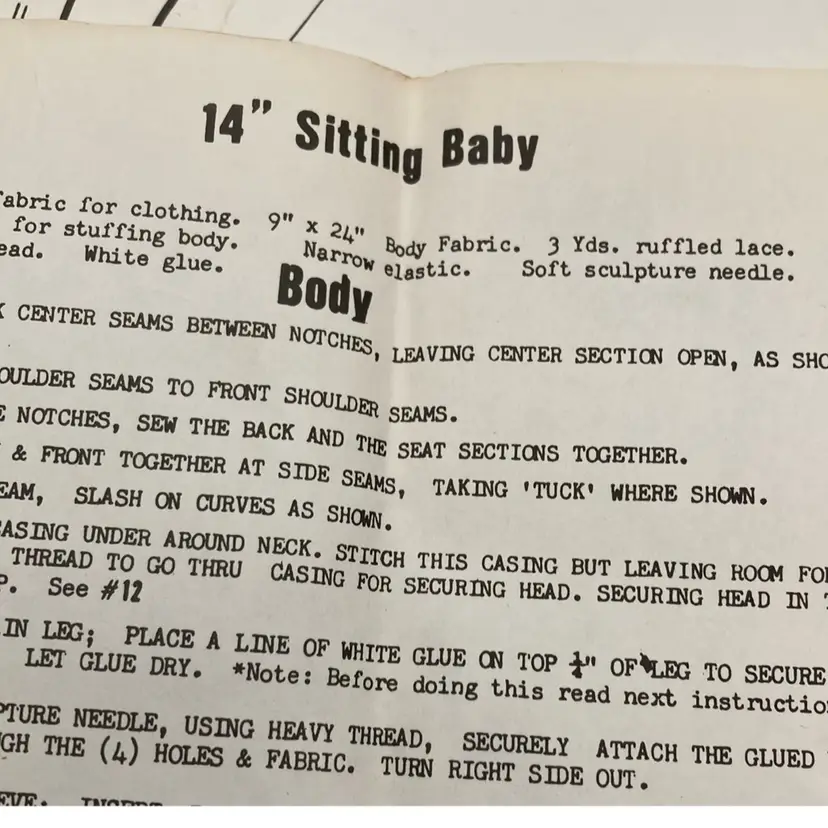 14" Sitting Baby
Fabric for clothing. 9" x 24" Body Fabric. 3 Yds. ruffled lace.
for stuffing body. Narrow elastic. Soft sculpture needle.
White glue.
Body
CENTER SEAMS BETWEEN NOTCHES, LEAVING CENTER SECTION OPEN, AS SHO
OULDER SEAMS TO FRONT SHOULDER SEAMS.
NOTCHES, SEW THE BACK AND THE SEAT SECTIONS TOGETHER.
& FRONT TOGETHER AT SIDE SEAMS, TAKING 'TUCK' WHERE SHOWN.
EAM, SLASH ON CURVES AS SHOWN.
CASING UNDER AROUND NECK. STITCH THIS CASING BUT LEAVING ROOM FO
THREAD TO GO THRU CASING FOR SECURING HEAD. SECURING HEAD IN
P. See #12
IN LEG; PLACE A LINE OF WHITE GLUE ON TOP ¼" OF LEG TO SECURE
LET GLUE DRY. *Note: Before doing this read next instructio
PTURE NEEDLE, USING HEAVY THREAD, SECURELY ATTACH THE GLUED
GH THE (4) HOLES & FABRIC. TURN RIGHT SIDE OUT.